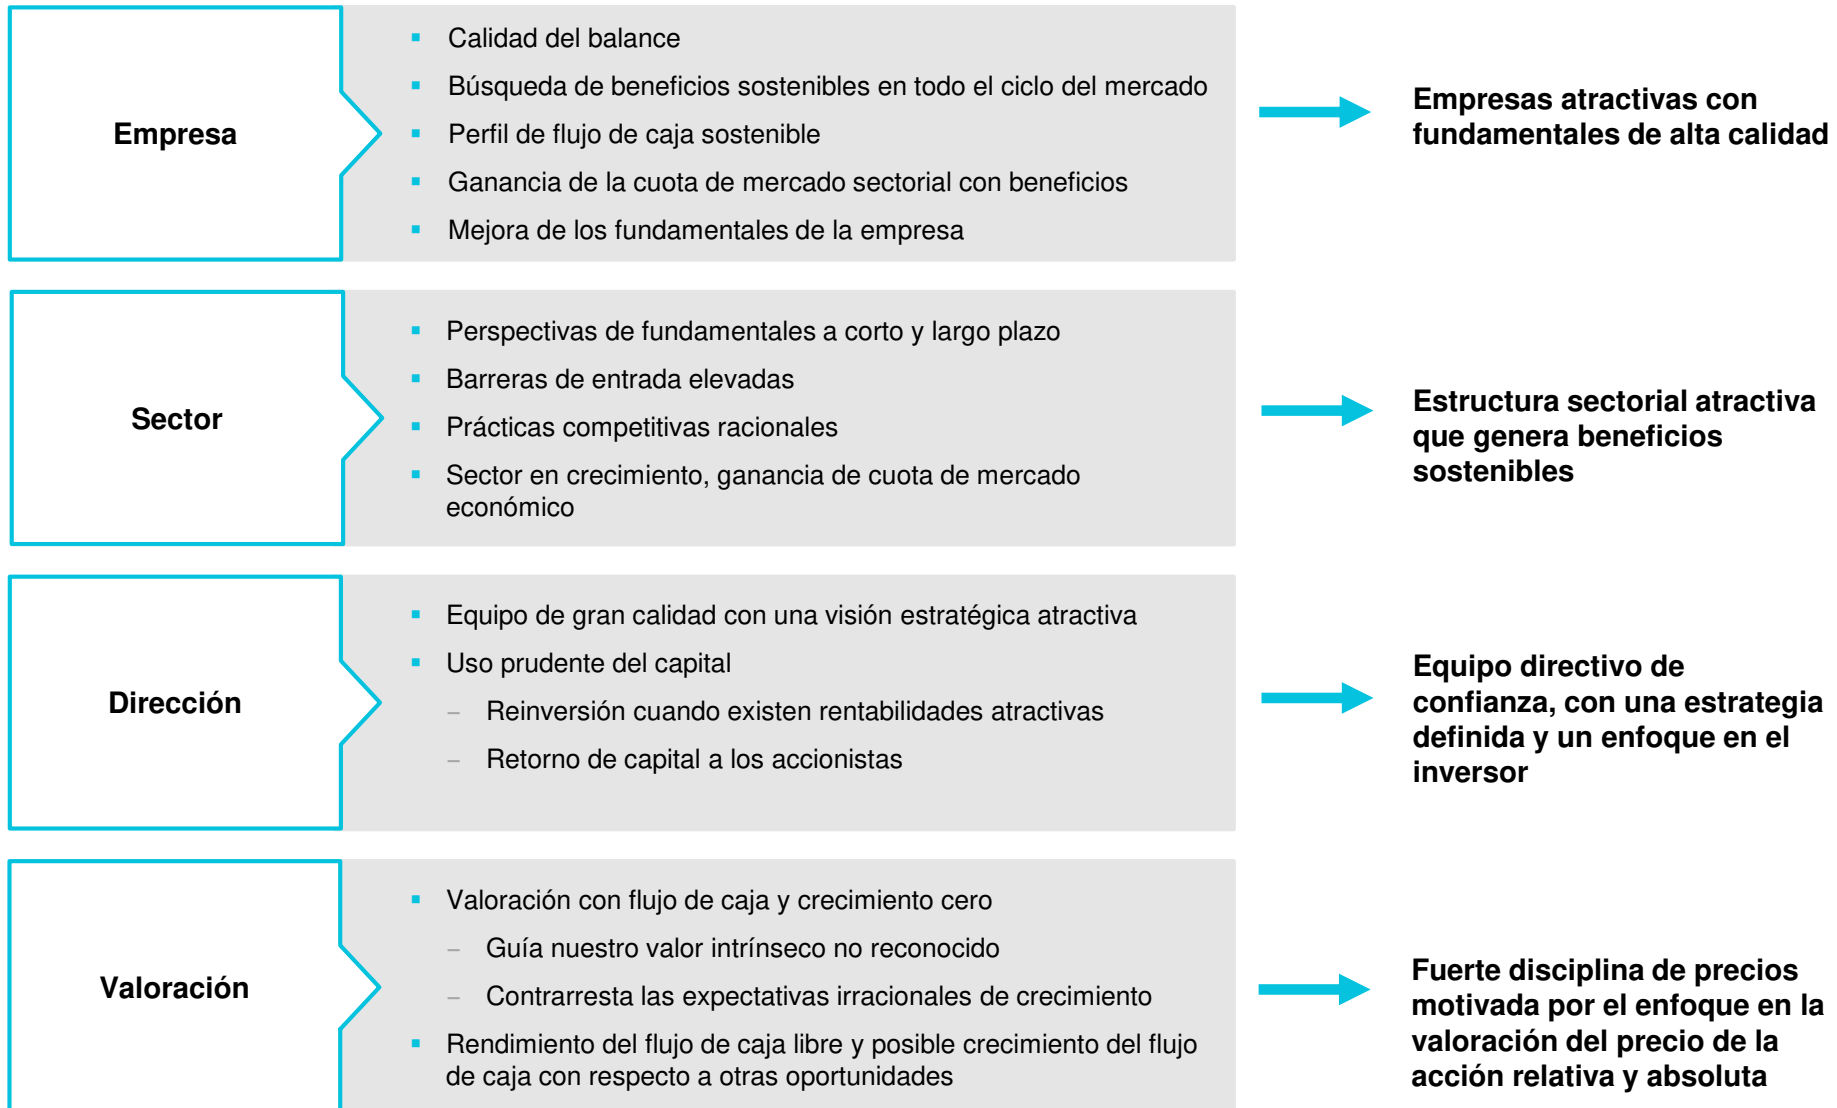 Empresa
Calidad del balance
Búsqueda de beneficios sostenibles en todo el ciclo del mercado
Perfil de flujo de caja sostenible
Ganancia de la cuota de mercado sectorial con beneficios
Mejora de los fundamentales de la empresa
Empresas atractivas con
fundamentales de alta calidad
Sector
Perspectivas de fundamentales a corto y largo plazo
Barreras de entrada elevadas
Prácticas competitivas racionales
Sector en crecimiento, ganancia de cuota de mercado
económico
Estructura sectorial atractiva
que genera beneficios
sostenibles
Dirección
Equipo de gran calidad con una visión estratégica atractiva
Uso prudente del capital
– Reinversión cuando existen rentabilidades atractivas
– Retorno de capital a los accionistas
Equipo directivo de
confianza, con una estrategia
definida y un enfoque en el
inversor
Valoración
Valoración con flujo de caja y crecimiento cero
– Guía nuestro valor intrínseco no reconocido
– Contrarresta las expectativas irracionales de crecimiento
Rendimiento del flujo de caja libre y posible crecimiento del flujo
de caja con respecto a otras oportunidades
Fuerte disciplina de precios
motivada por el enfoque en la
valoración del precio de la
acción relativa y absoluta